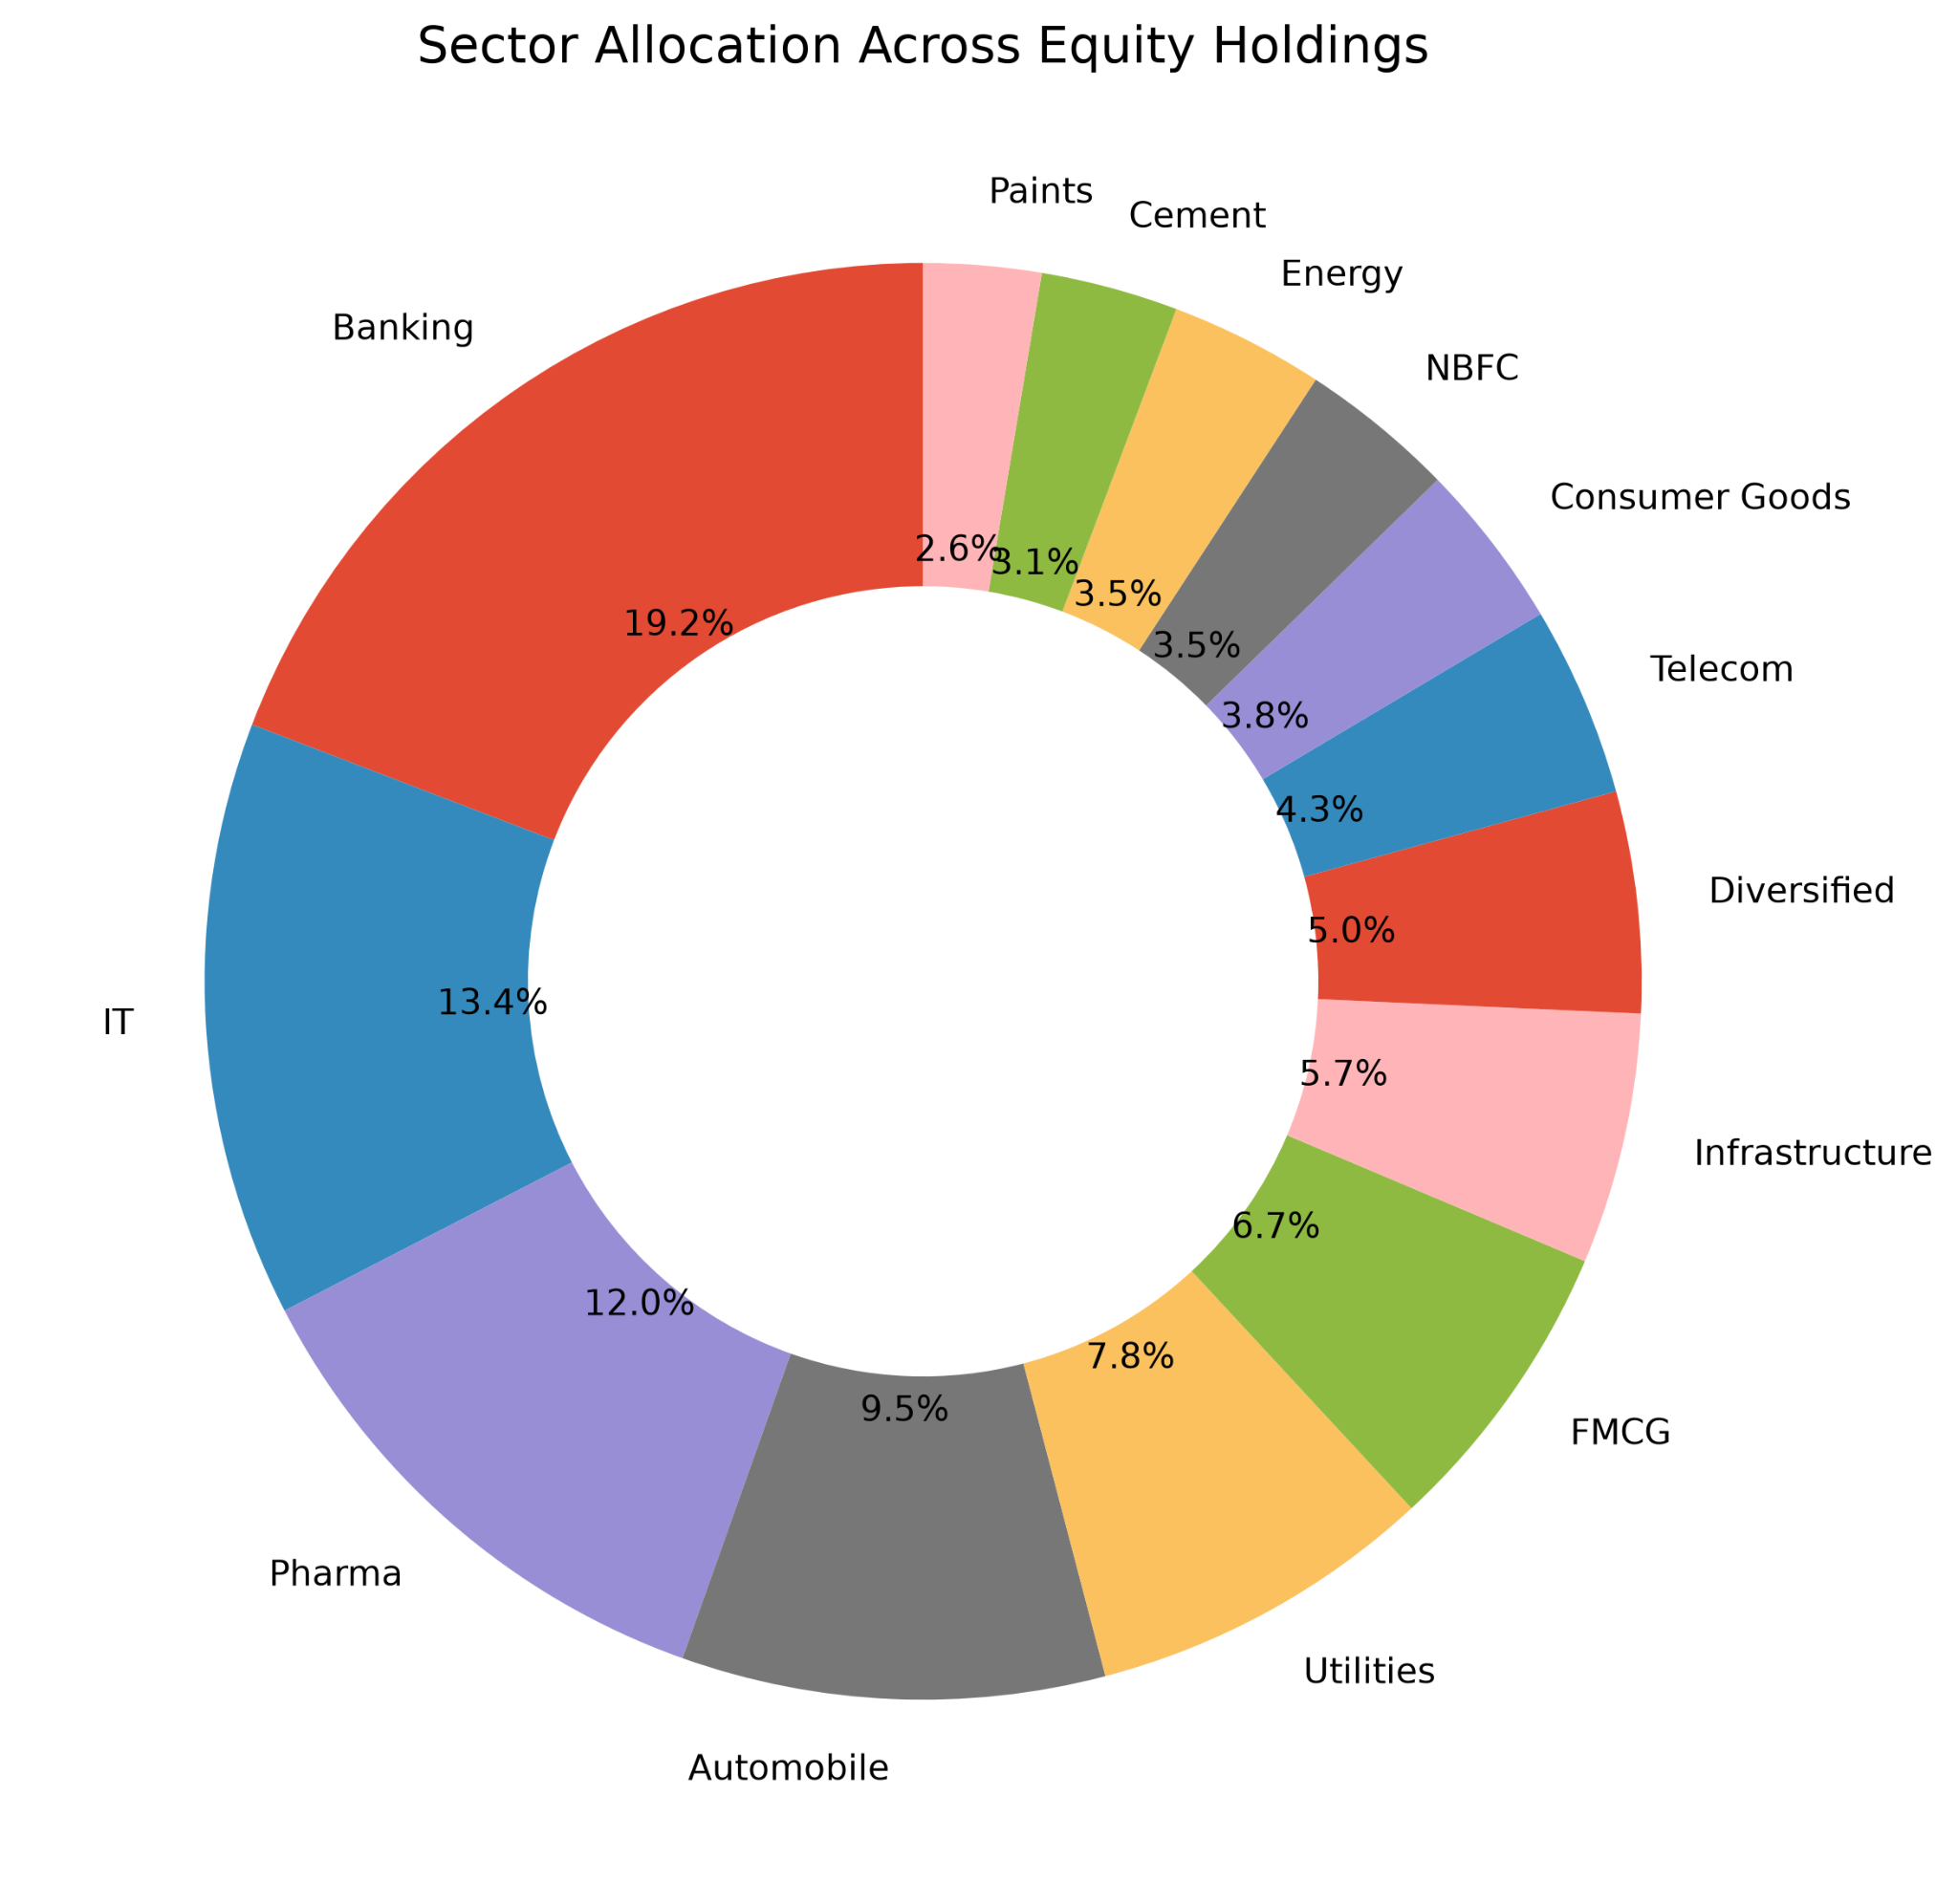 Sector Allocation Across Equity Holdings
Paints
Cement
Energy
Banking
NBFC
Consumer Goods
2.6%
3.1%
3.5%
19.2%
3.5%
Telecom
3.8%
4.3%
Diversified
5.0%
13.4%
IT
5.7%
Infrastructure
6.7%
12.0%
7.8%
9.5%
FMCG
Pharma
Utilities
Automobile